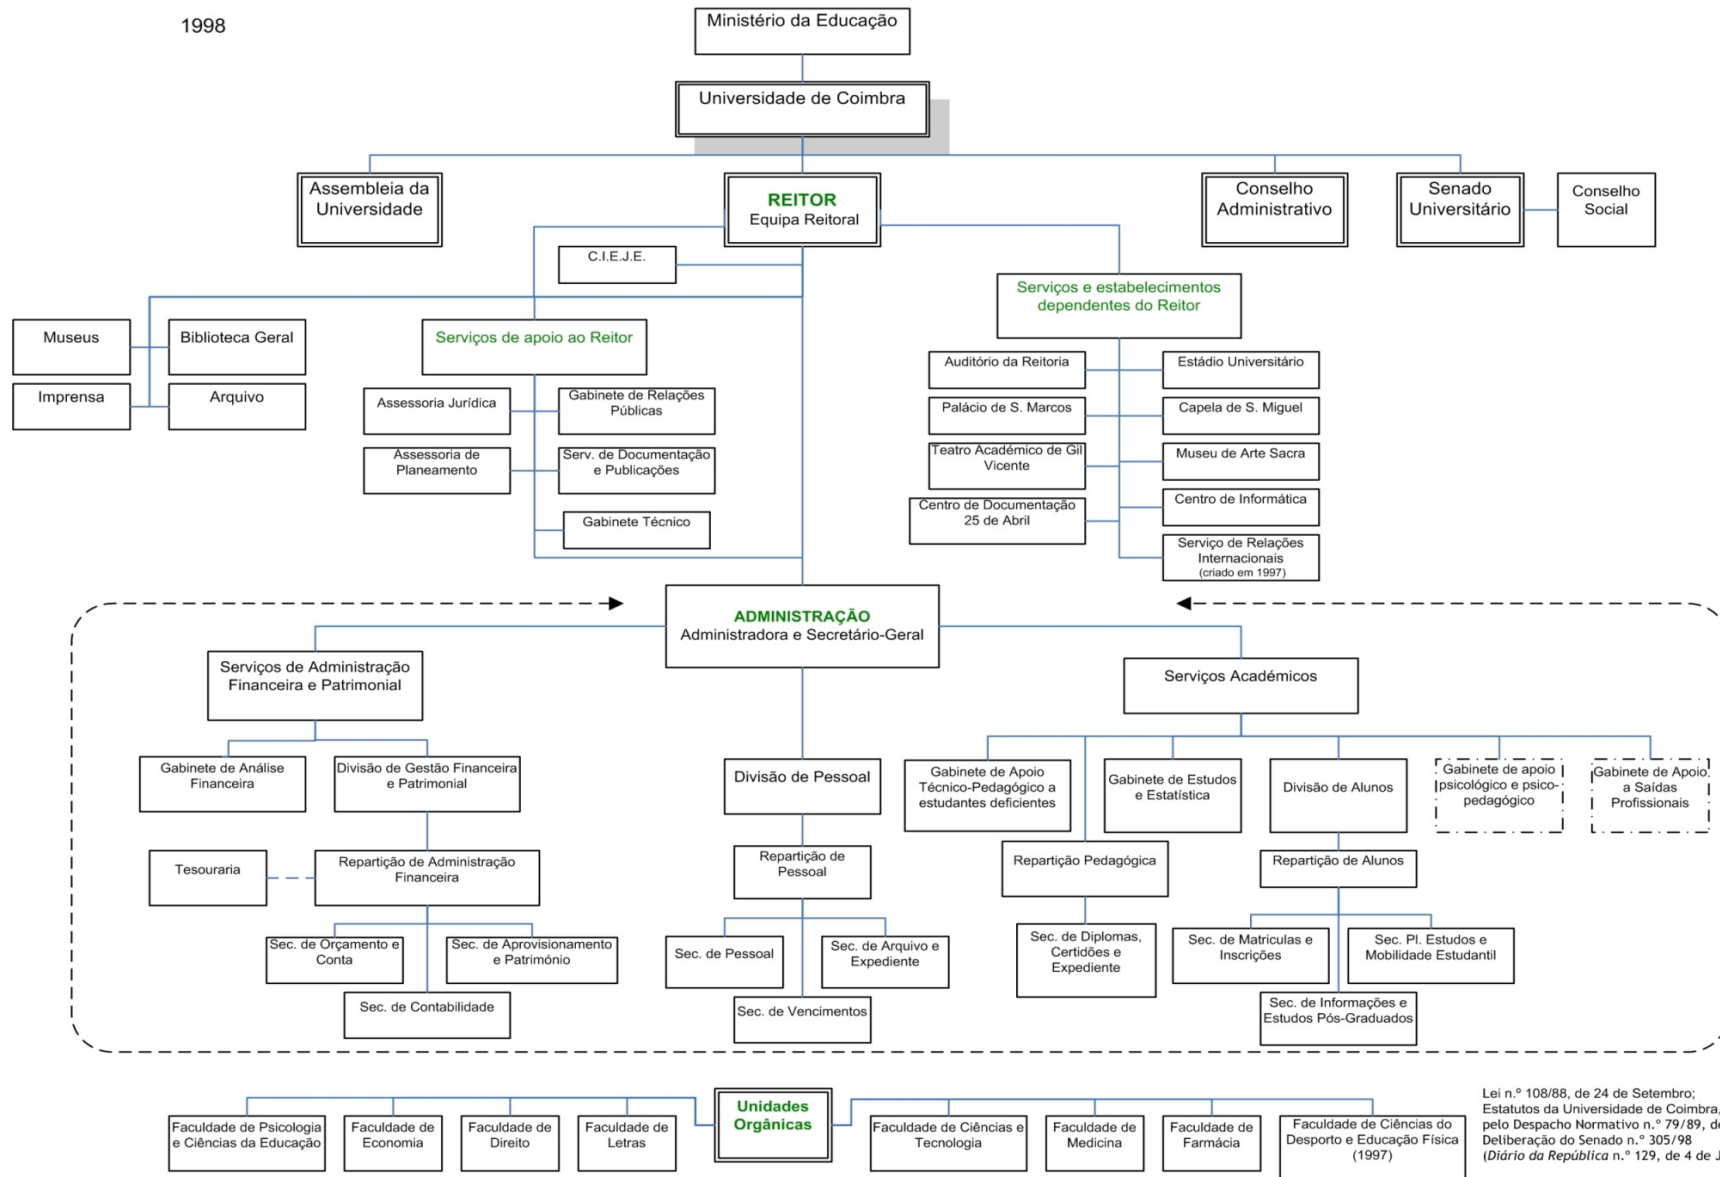 1998
Ministério da Educação
Universidade de Coimbra
Assembleia da
Universidade
REITOR
Equipa Reitoral
Conselho
Administrativo
Senado
Universitário
Conselho
Social
C.I.E.J.E.
Serviços e estabelecimentos
dependentes do Reitor
Museus
Biblioteca Geral
Imprensa
Arquivo
Serviços de apoio ao Reitor
Assessoria Jurídica
Gabinete de Relações
Públicas
Assessoria de
Planeamento
Serv. de Documentação
e Publicações
Gabinete Técnico
Auditório da Reitoria
Estádio Universitário
Palácio de S. Marcos
Capela de S. Miguel
Teatro Académico de Gil
Vicente
Museu de Arte Sacra
Centro de Documentação
25 de Abril
Centro de Informática
Serviço de Relações
Internacionais
(criado em 1997)
ADMINISTRAÇÃO
Administradora e Secretário-Geral
Serviços de Administração
Financeira e Patrimonial
Serviços Académicos
Gabinete de Análise
Financeira
Divisão de Gestão Financeira
e Patrimonial
Divisão de Pessoal
Gabinete de Apoio
Técnico-Pedagógico a
estudantes deficientes
Gabinete de Estudos
e Estatística
Divisão de Alunos
Gabinete de apoio
psicológico e psico-
pedagógico
Gabinete de Apoio
a Saídas
Profissionais
Tesouraria
Repartição de Administração
Financeira
Repartição de
Pessoal
Repartição Pedagógica
Repartição de Alunos
Sec. de Orçamento e
Conta
Sec. de Aprovisionamento
e Património
Sec. de Contabilidade
Sec. de Pessoal
Sec. de Arquivo e
Expediente
Sec. de Vencimentos
Sec. de Diplomas,
Certidões e
Expediente
Sec. de Matriculas e
Inscrições
Sec. Pl. Estudos e
Mobilidade Estudantil
Sec. de Informações e
Estudos Pós-Graduados
Unidades
Orgânicas
Faculdade de Psicologia
e Ciências da Educação
Faculdade de
Economia
Faculdade de
Direito
Faculdade de
Letras
Faculdade de Ciências e
Tecnologia
Faculdade de
Medicina
Faculdade de
Farmácia
Faculdade de Ciências do
Desporto e Educação Física
(1997)
Lei n.º 108/88, de 24 de Setembro;
Estatutos da Universidade de Coimbra,
pelo Despacho Normativo n.º 79/89, de
Deliberação do Senado n.º 305/98
(Diário da República n.º 129, de 4 de J